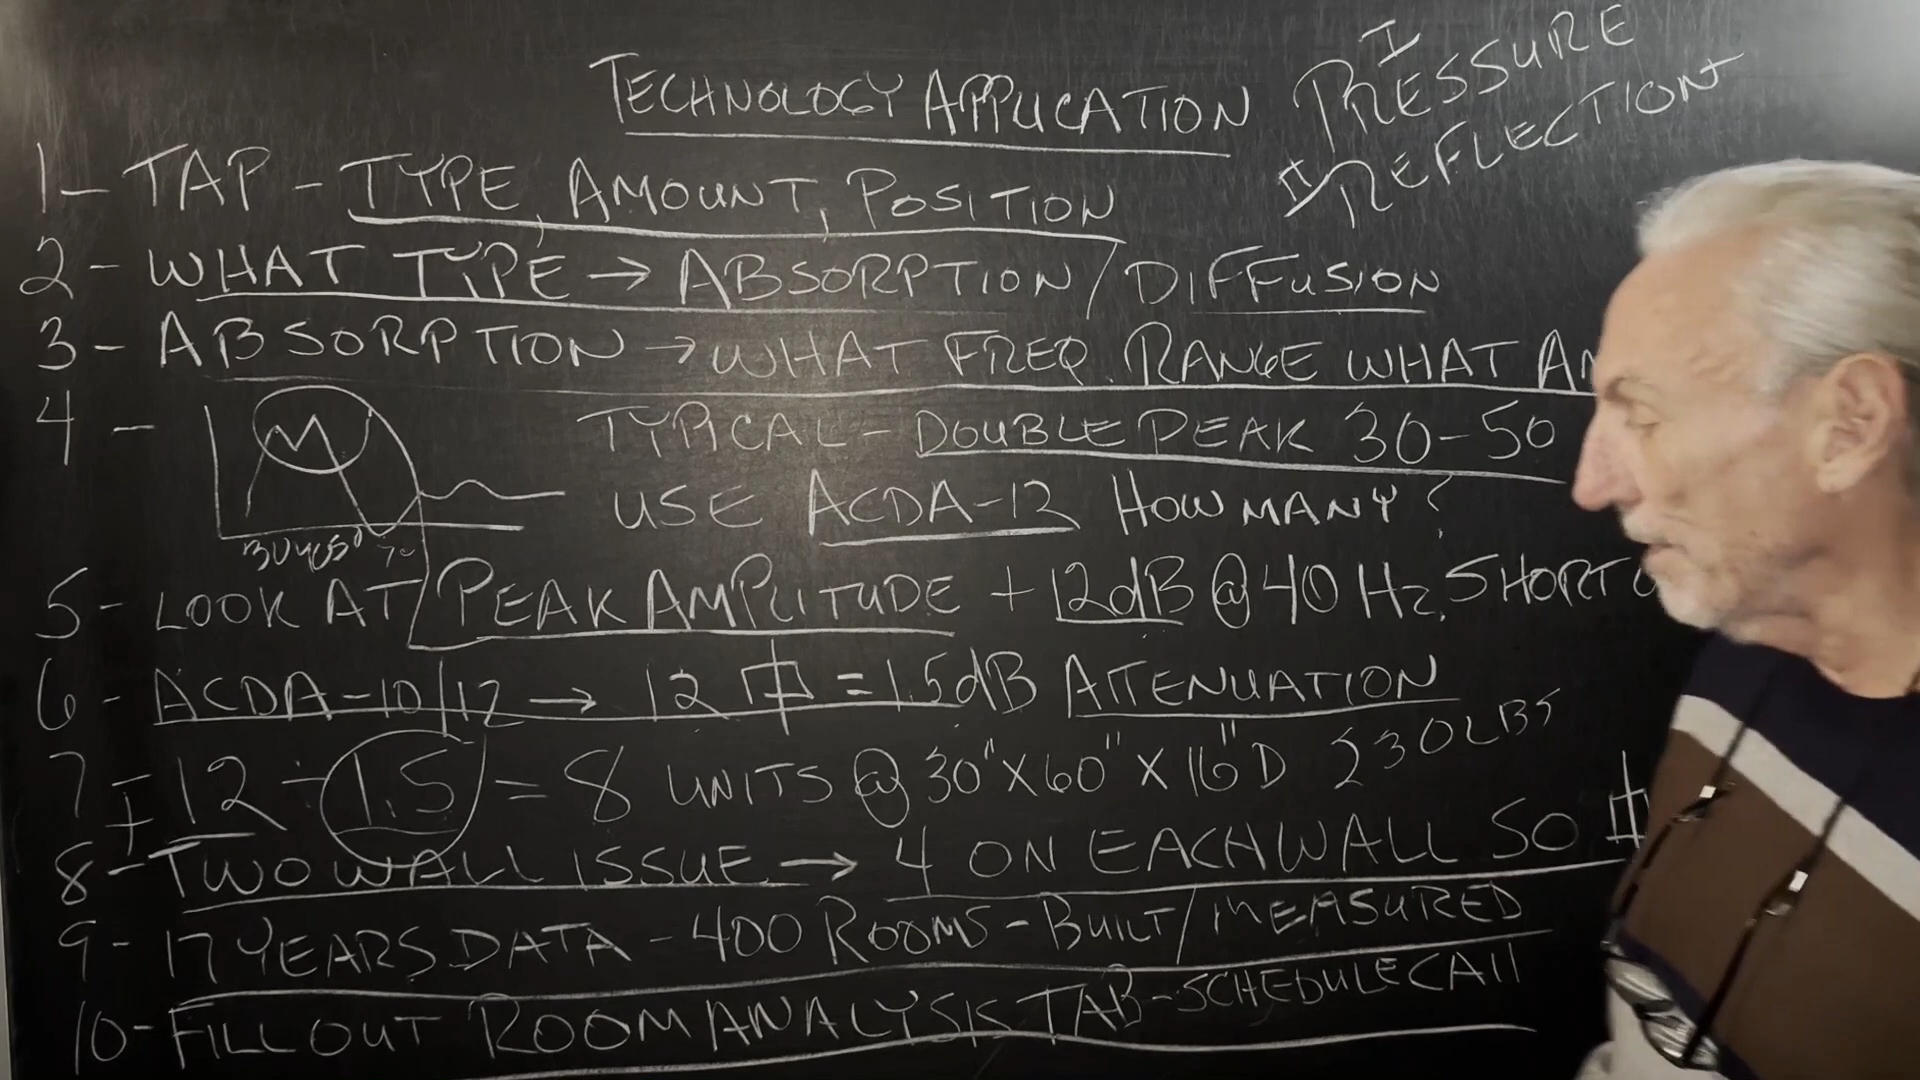 TECHNOLOGY APPLICATION
I PRESSURE
II REFLECTION
1- TAP - TYPE, AMOUNT, POSITION
2 - WHAT TYPE → ABSORPTION / DIFFUSION
3 - ABSORPTION → WHAT FREQ. RANGE WHAT
4 - TYPICAL - DOUBLE PEAK 30-50
30 40 50 70
USE ACDA-12 HOW MANY?
5 - LOOK AT PEAK AMPLITUDE + 12dB @ 40 Hz. SHORT
6 - ACDA-10/12 → 12 = 1.5dB ATTENUATION
7 - +12 ÷ 1.5 = 8 UNITS @ 30" X 60" X 16" D 230 LBS
8 - TWO WALL ISSUE → 4 ON EACH WALL SO
9 - 17 YEARS DATA - 400 ROOMS - BUILT / MEASURED
10 - FILL OUT ROOM ANALYSIS TAB - SCHEDULE CALL